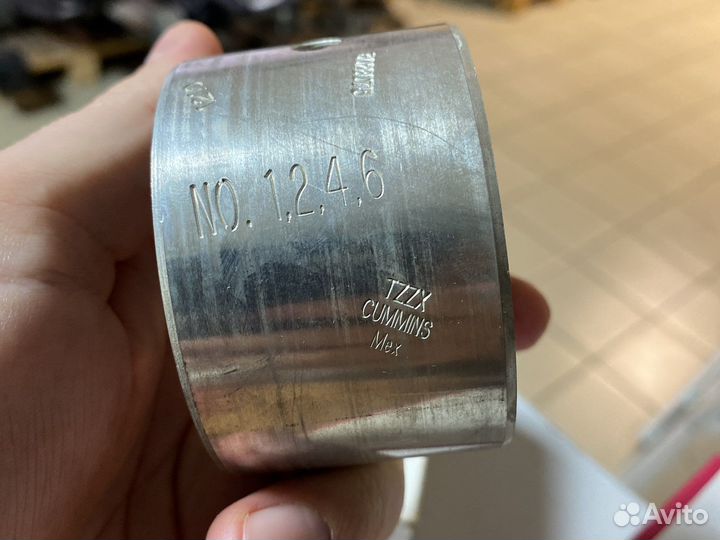 NO. 1,2,4,6
TZZX
CUMMINS
Mex
Avito